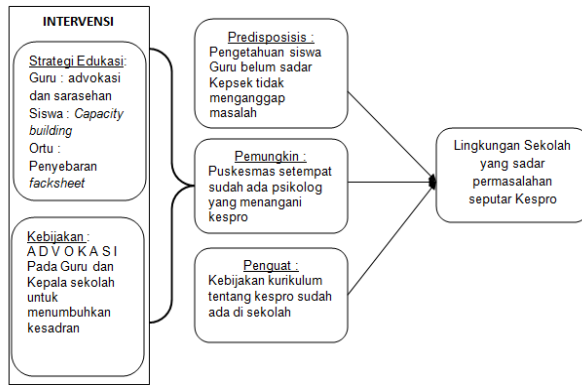 INTERVENSI
Strategi Edukasi:
Guru : advokasi
dan sarasehan
Siswa : Capacity
building
Ortu :
Penyebaran
facksheet
Kebijakan :
A D V O K A S I
Pada Guru dan
Kepala sekolah
untuk
menumbuhkan
kesadran
Predisposisis :
Pengetahuan siswa
Guru belum sadar
Kepsek tidak
menganggap
masalah
Pemungkin :
Puskesmas setempat
sudah ada psikolog
yang menangani
kespro
Penguat :
Kebijakan kurikulum
tentang kespro sudah
ada di sekolah
Lingkungan Sekolah
yang sadar
permasalahan
seputar Kespro